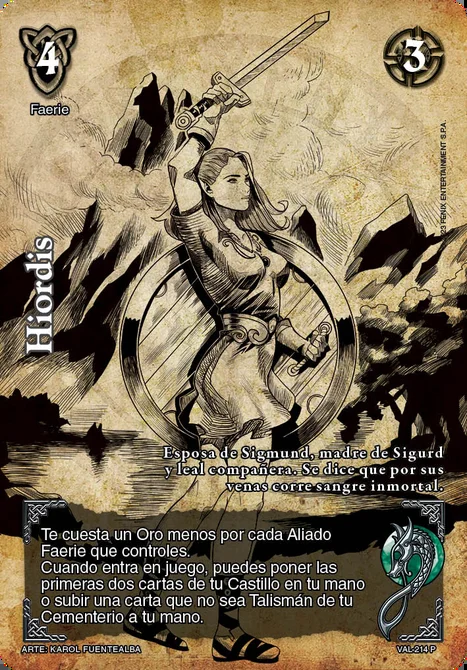 4
3
Faerie
23 FENIX ENTERTAINMENT S.P.A.
Hiordis
Esposa de Sigmund, madre de Sigurd
y leal compañera. Se dice que por sus
venas corre sangre inmortal.
Te cuesta un Oro menos por cada Aliado
Faerie que controles.
Cuando entra en juego, puedes poner las
primeras dos cartas de tu Castillo en tu mano
o subir una carta que no sea Talismán de tu
Cementerio a tu mano.
ARTE: KAROL FUENTEALBA
VAL-214 P